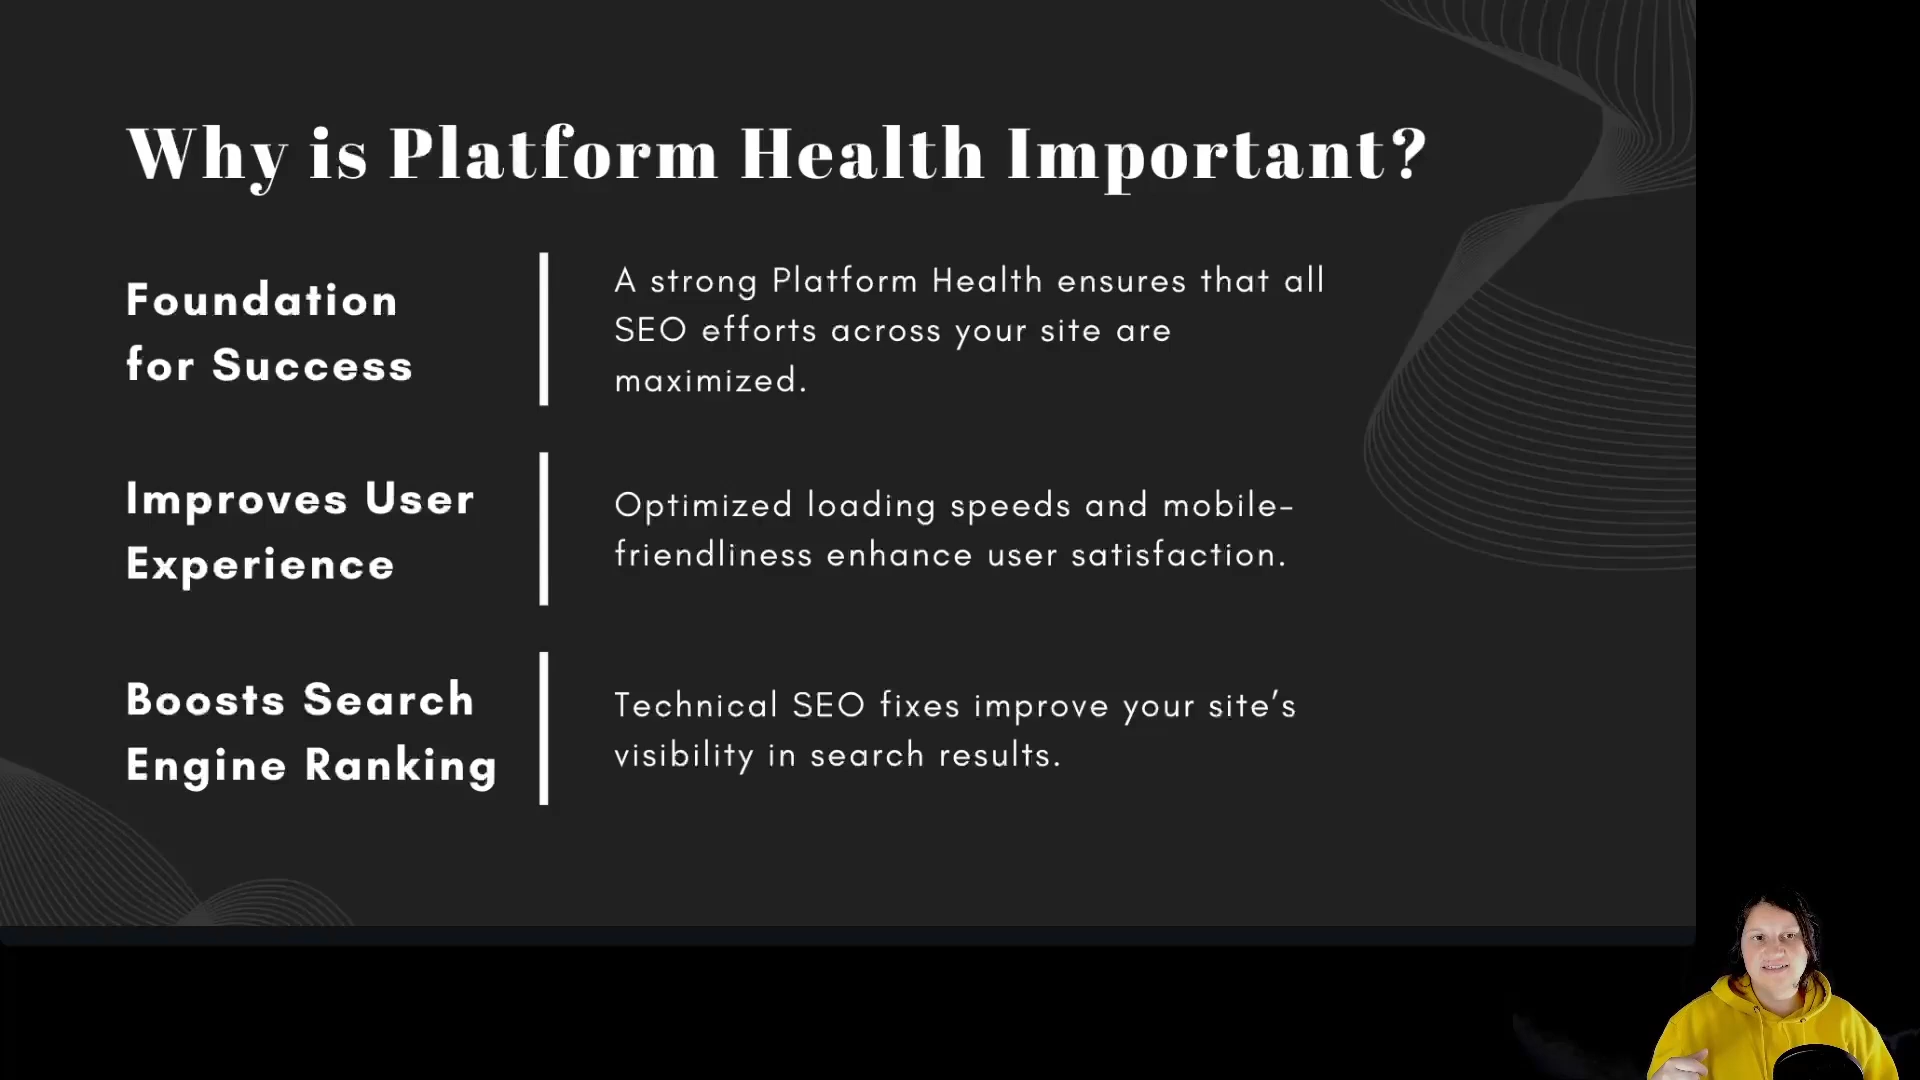 Why is Platform Health Important?
Foundation
for Success
A strong Platform Health ensures that all
SEO efforts across your site are
maximized.
Improves User
Experience
Optimized loading speeds and mobile-
friendliness enhance user satisfaction.
Boosts Search
Engine Ranking
Technical SEO fixes improve your site’s
visibility in search results.